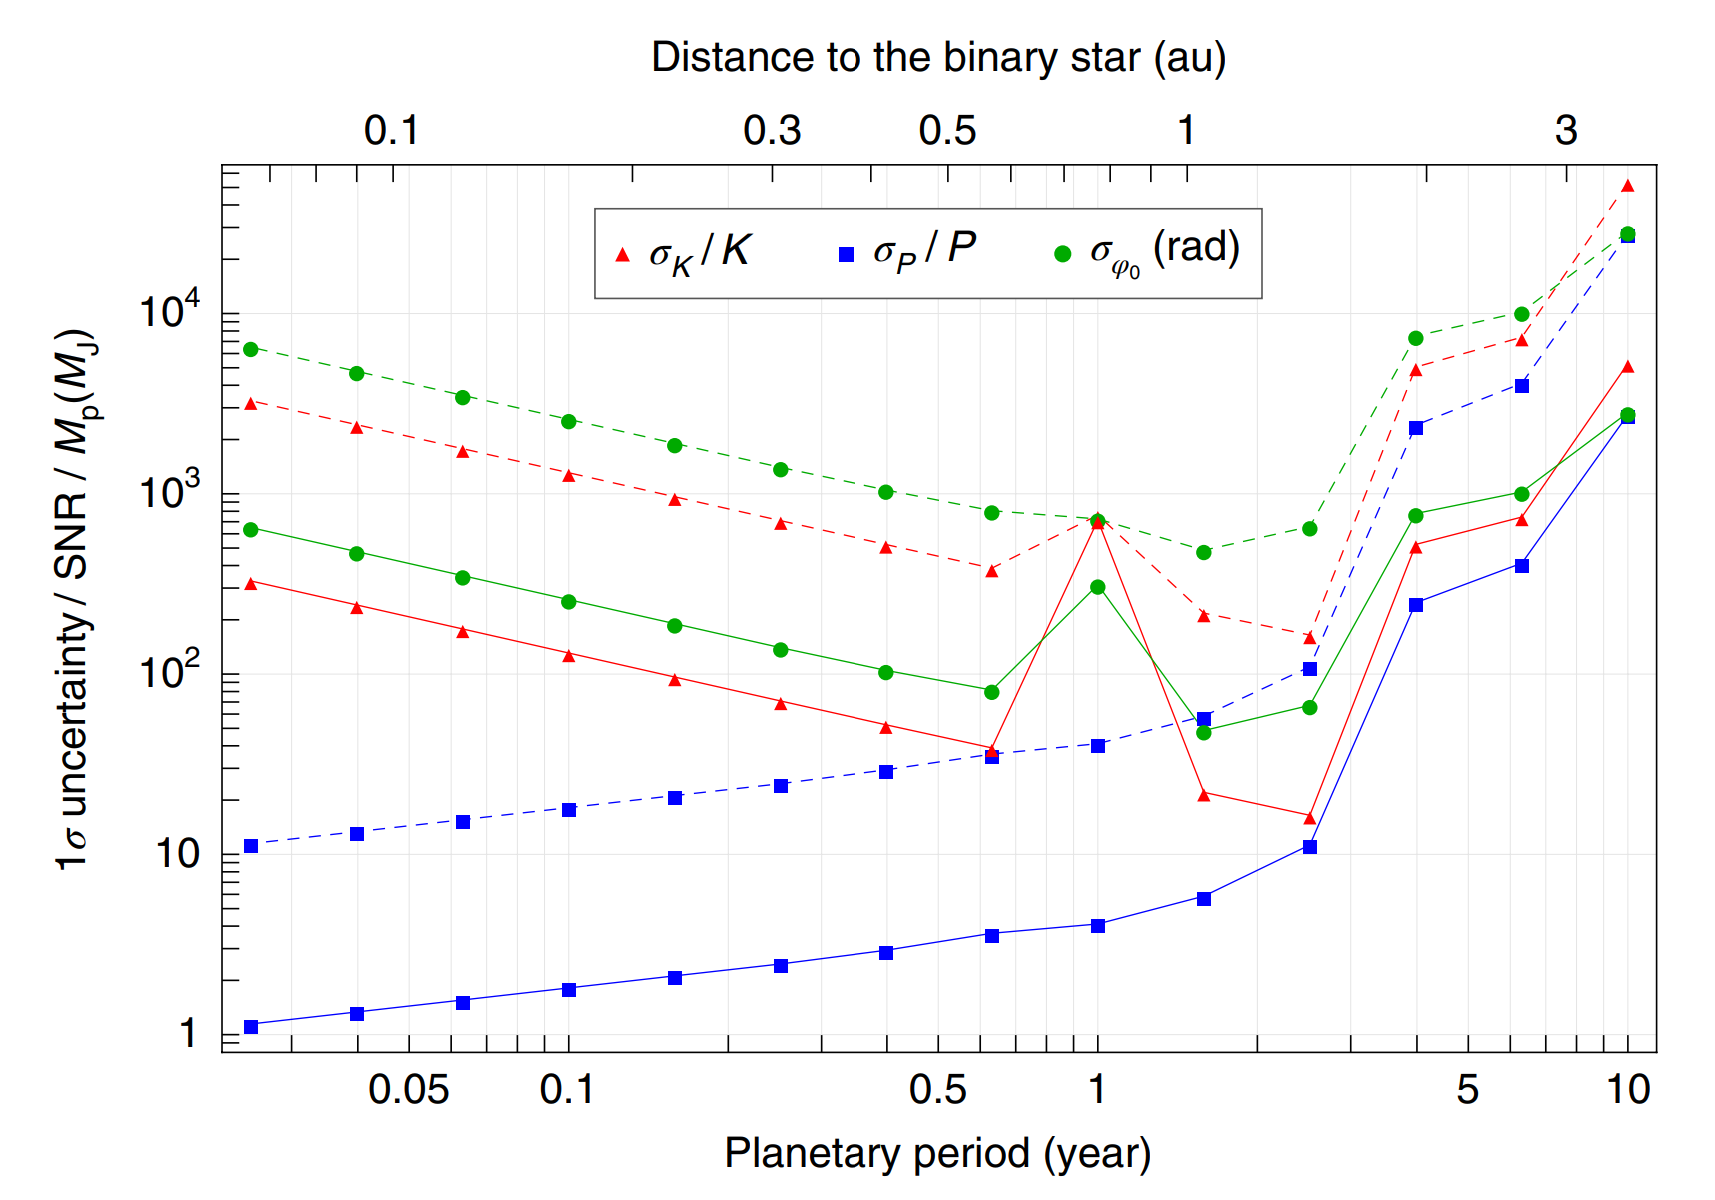 Distance to the binary star (au)
0.1 0.3 0.5 1 3
σK / K σP / P σφ0 (rad)
1σ uncertainty / SNR / Mp(MJ)
10^4
10^3
10^2
10
1
0.05 0.1 0.5 1 5 10
Planetary period (year)